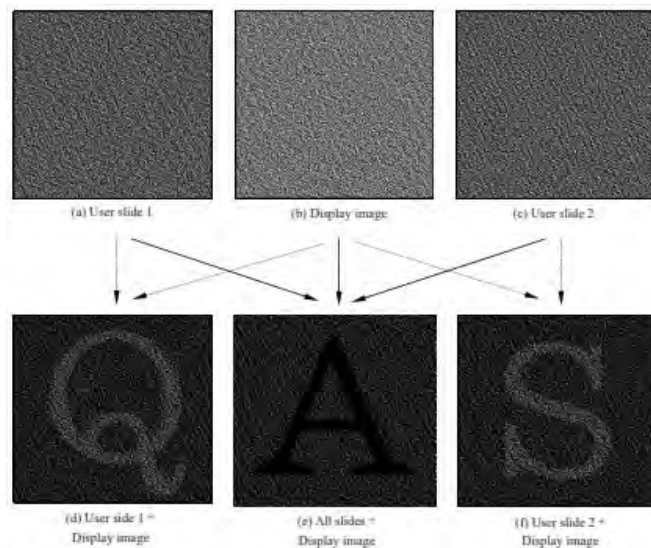 (a) User slide 1
(b) Display image
(c) User slide 2
Q
A
S
(d) User side 1 +
Display image
(e) All slides +
Display image
(f) User slide 2 +
Display image